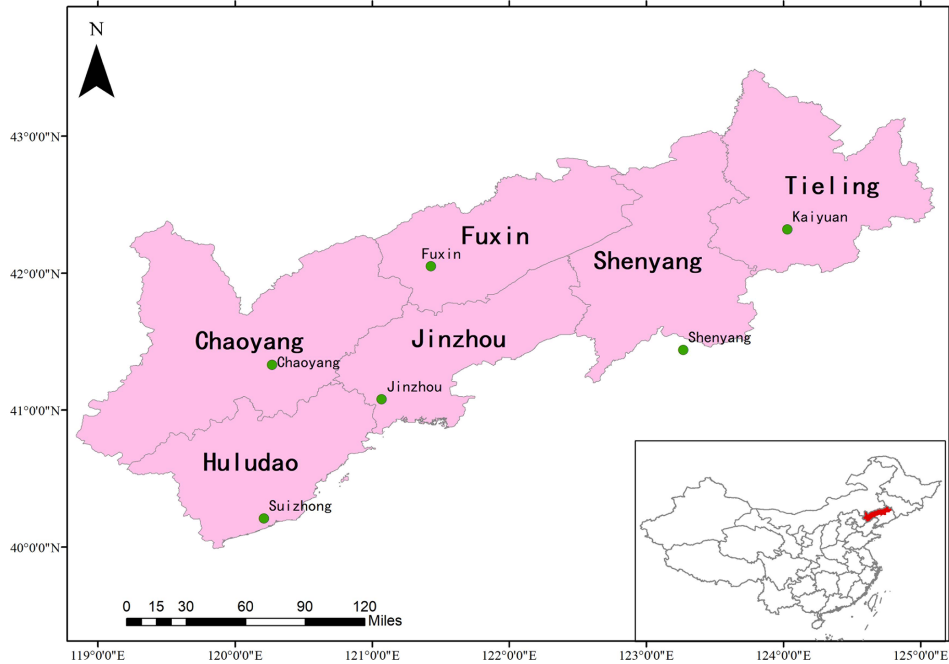 N
43°0'0"N
42°0'0"N
41°0'0"N
40°0'0"N
Tieling
Kaiyuan
Fuxin
Fuxin
Shenyang
Shenyang
Chaoyang
Chaoyang
Jinzhou
Jinzhou
Huludao
Suizhong
0 15 30 60 90 120
Miles
119°0'0"E 120°0'0"E 121°0'0"E 122°0'0"E 123°0'0"E 124°0'0"E 125°0'0"E